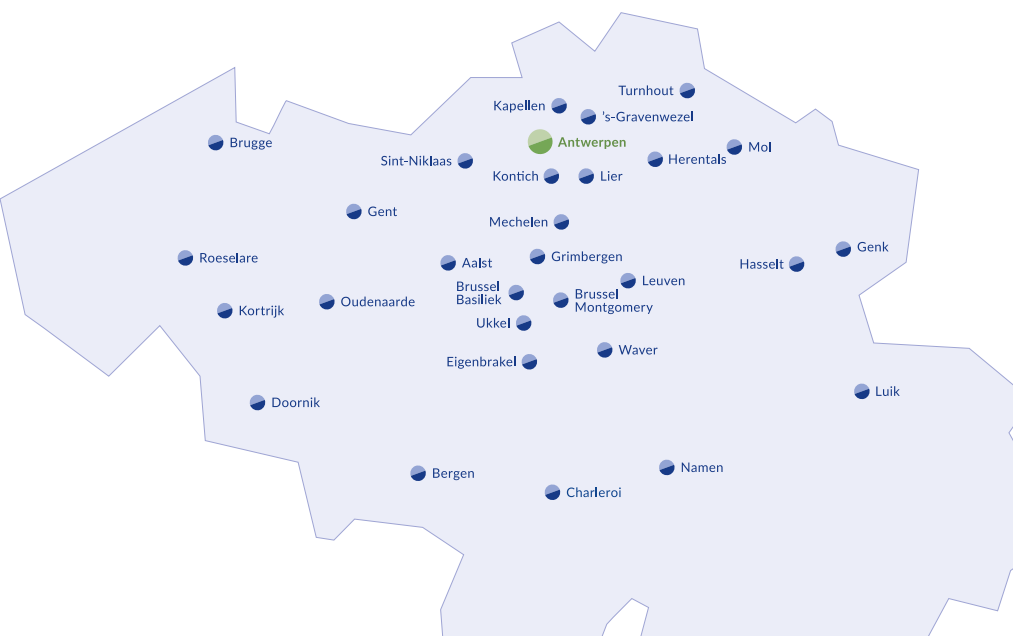 Turnhout
Kapellen
's-Gravenwezel
Brugge
Antwerpen
Mol
Sint-Niklaas
Herentals
Kontich
Lier
Gent
Mechelen
Roeselare
Grimbergen
Genk
Aalst
Hasselt
Leuven
Brussel
Basiliek
Brussel
Montgomery
Oudenaarde
Kortrijk
Ukkel
Waver
Eigenbrakel
Luik
Doornik
Namen
Bergen
Charleroi